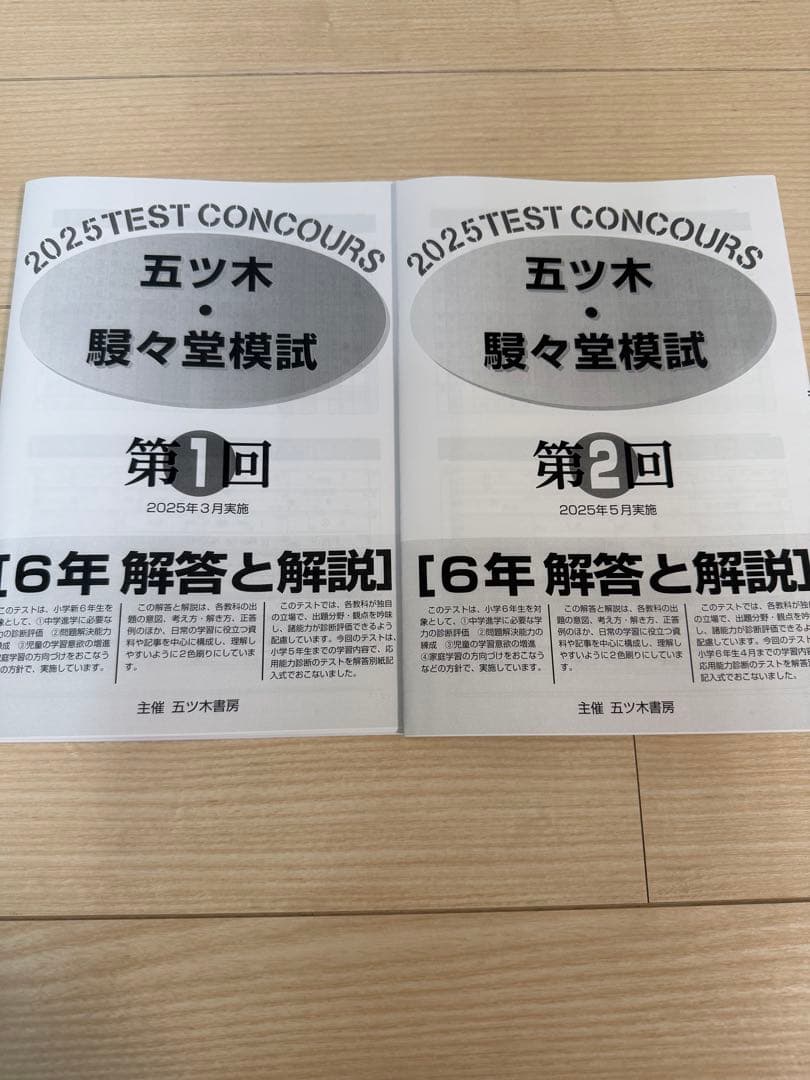 2025TEST CONCOURS
五ツ木
・
駸々堂模試
第1回
2025年3月実施
[6年 解答と解説]
このテストは、小学新6年生を
象として、①中学進学に必要な
力の診断評価 ②問題解決能力の
練成 ③児童の学習意欲の増進
家庭学習の方向づけをおこなう
どの方針で、実施しています。
この解答と解説は、各教科の出
題の意図、考え方・解き方、正答
例のほか、日常の学習に役立つ資
料や記事を中心に構成し、理解し
やすいように2色刷りにしていま
す。
このテストでは、各教科が独自
の立場で、出題分野・観点を吟味
し、諸能力が診断評価できるよう
配慮しています。今回のテストは、
小学5年生までの学習内容で、応
用能力診断のテストを解答別紙記
入式でおこないました。
主催 五ツ木書房
2025TEST CONCOURS
五ツ木
・
駸々堂模試
第2回
2025年5月実施
[6年 解答と解説]
このテストは、小学6年生を対
象として、①中学進学に必要な学
力の診断評価 ②問題解決能力の
練成 ③児童の学習意欲の増進
④家庭学習の方向づけをおこなう
などの方針で、実施しています。
この解答と解説は、各教科の出
題の意図、考え方・解き方、正答
例のほか、日常の学習に役立つ資
料や記事を中心に構成し、理解し
やすいように2色刷りにしていま
す。
このテストでは、各教科が独自
の立場で、出題分野・観点を吟味
し、諸能力が診断評価できるよ
配慮しています。今回のテスト
小学6年生4月までの学習内容
応用能力診断のテストを解答
記入式でおこないました。
主催 五ツ木書房